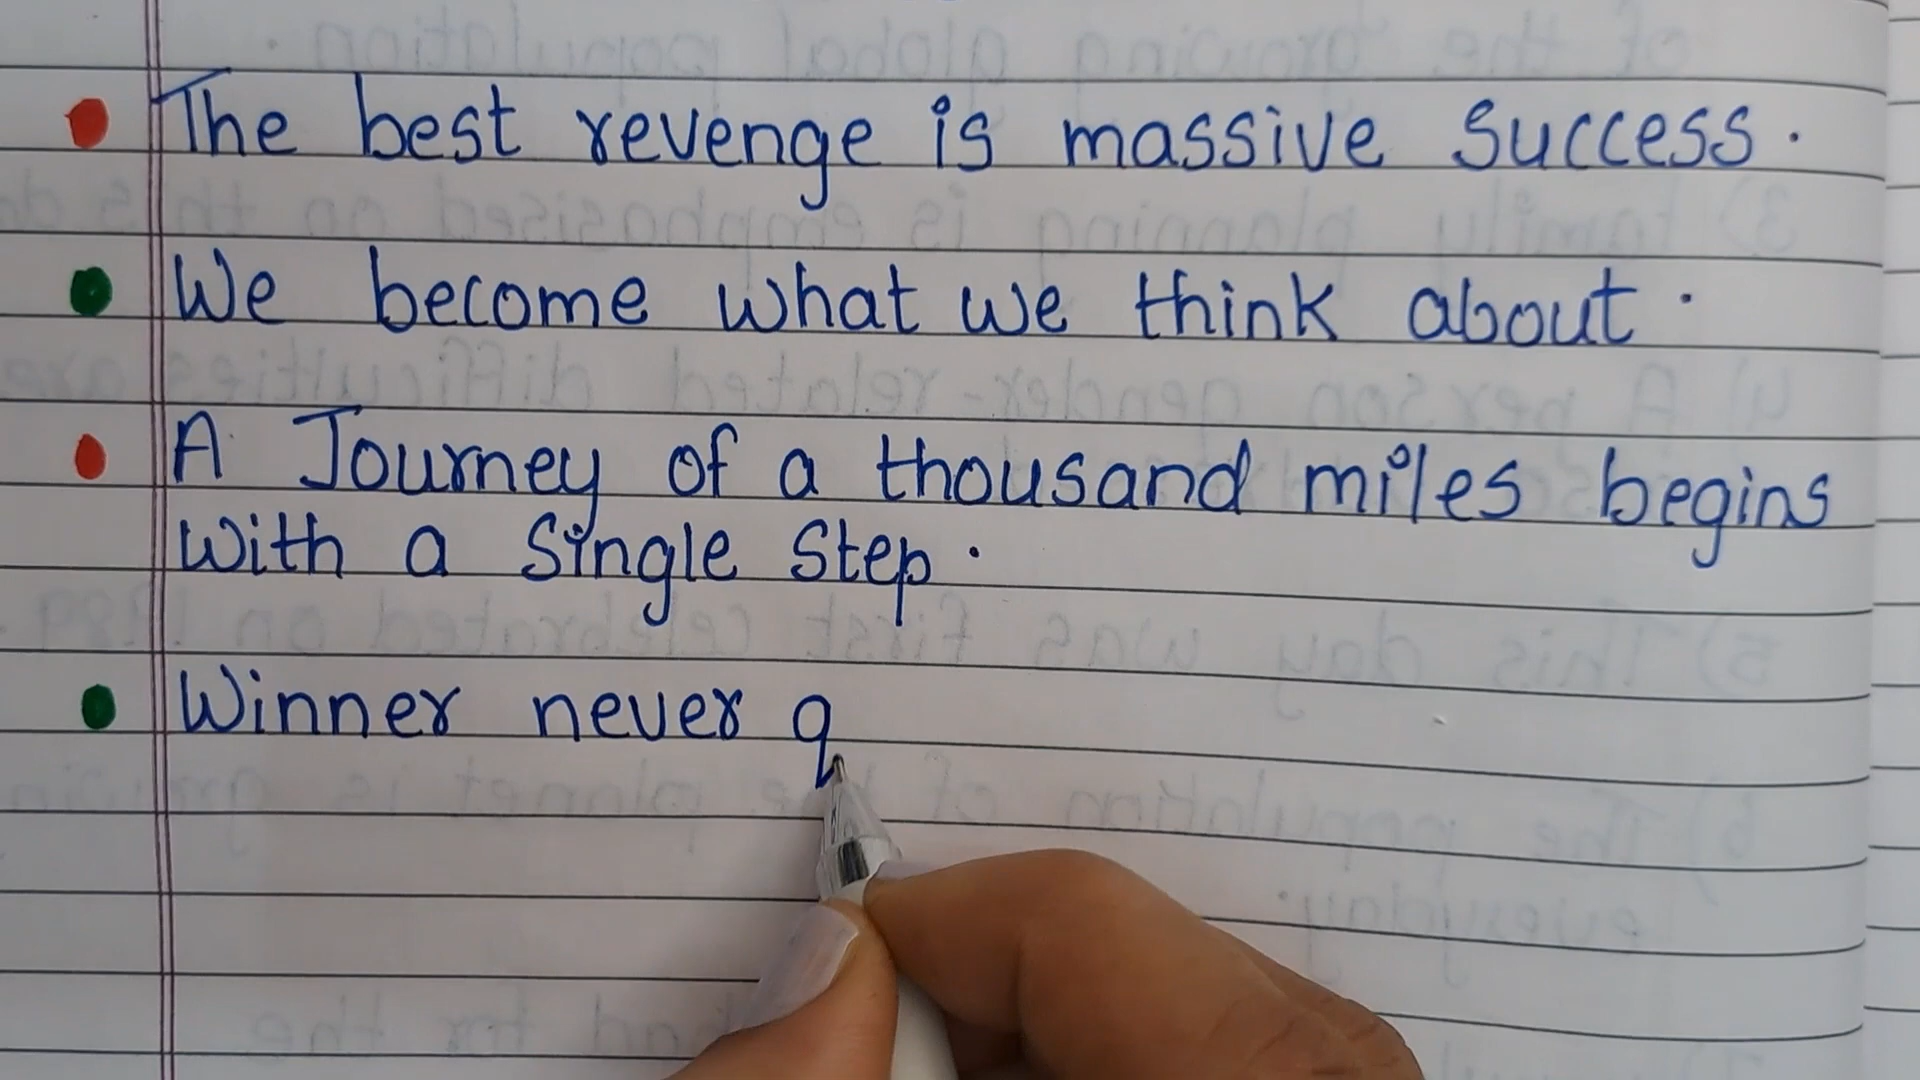 The best revenge is massive Success.
We become what we think about.
A Journey of a thousand miles begins
With a Single Step.
Winner never q